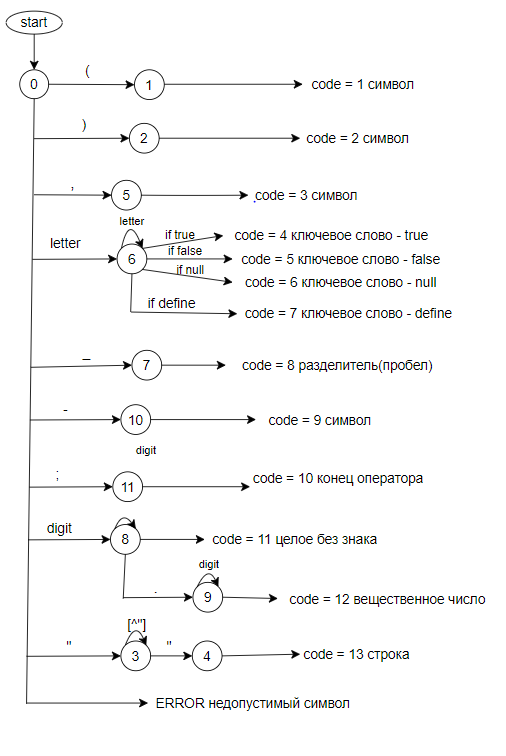 start
0
(
1
code = 1 символ
)
2
code = 2 символ
,
5
code = 3 символ
letter
letter
6
if true
code = 4 ключевое слово - true
if false
code = 5 ключевое слово - false
if null
code = 6 ключевое слово - null
if define
code = 7 ключевое слово - define
_
7
code = 8 разделитель(пробел)
-
10
code = 9 символ
digit
;
11
code = 10 конец оператора
digit
8
code = 11 целое без знака
.
digit
9
code = 12 вещественное число
"
[^"]
3
"
4
code = 13 строка
ERROR недопустимый символ